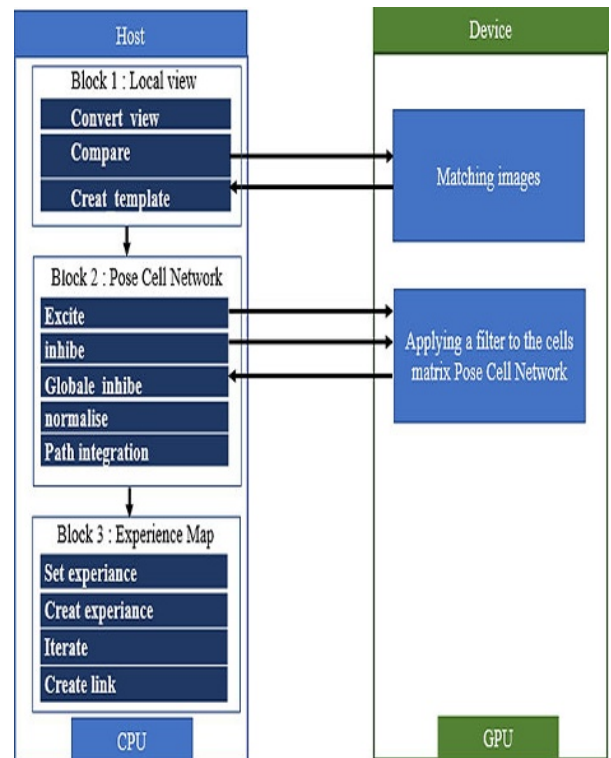 Host
Block 1 : Local view
Convert view
Compare
Creat template
Block 2 : Pose Cell Network
Excite
inhibe
Globale inhibe
normalise
Path integration
Block 3 : Experience Map
Set experiance
Creat experiance
Iterate
Create link
CPU
Device
Matching images
Applying a filter to the cells
matrix Pose Cell Network
GPU